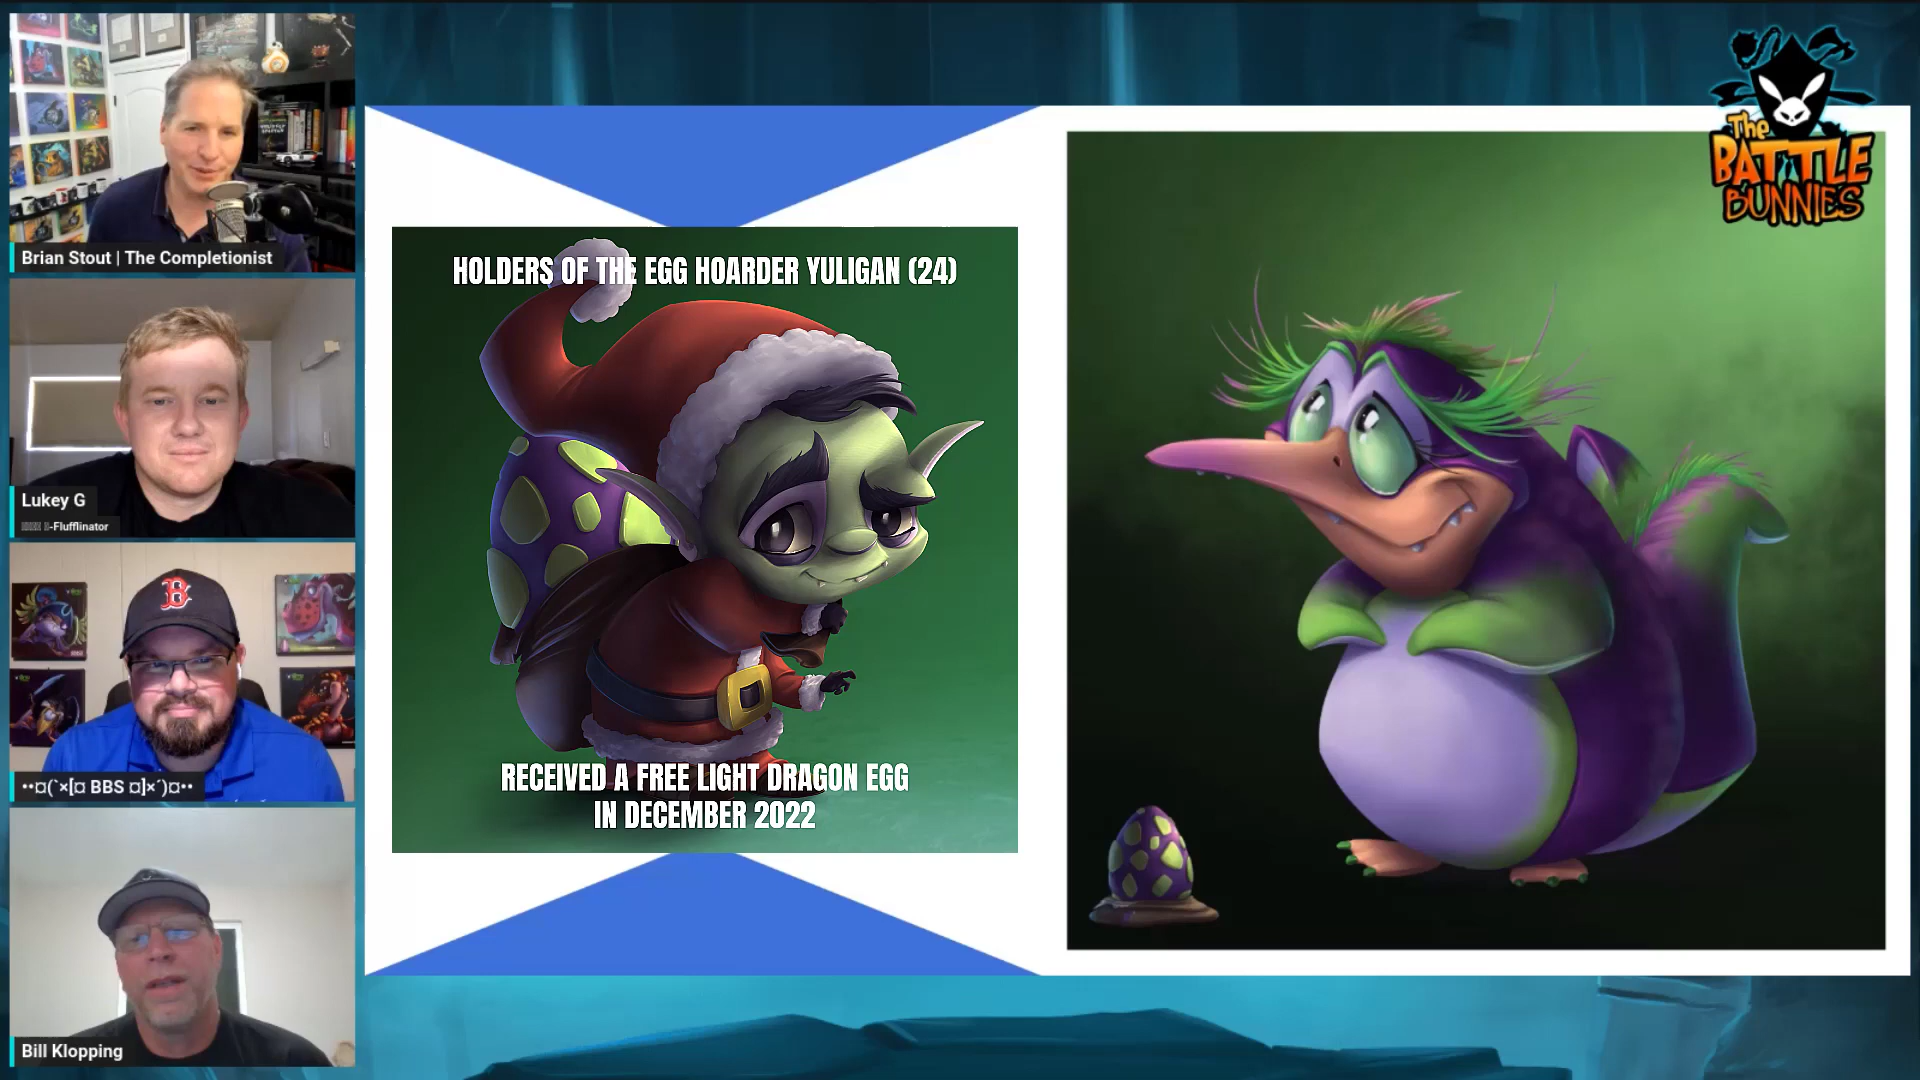 Brian Stout | The Completionist
Lukey G
-Flufflinator
••¤(`×[¤ BBS ¤]×´)¤••
Bill Klopping
HOLDERS OF THE EGG HOARDER YULIGAN (24)
RECEIVED A FREE LIGHT DRAGON EGG
IN DECEMBER 2022
The
BATTLE
BUNNIES
B